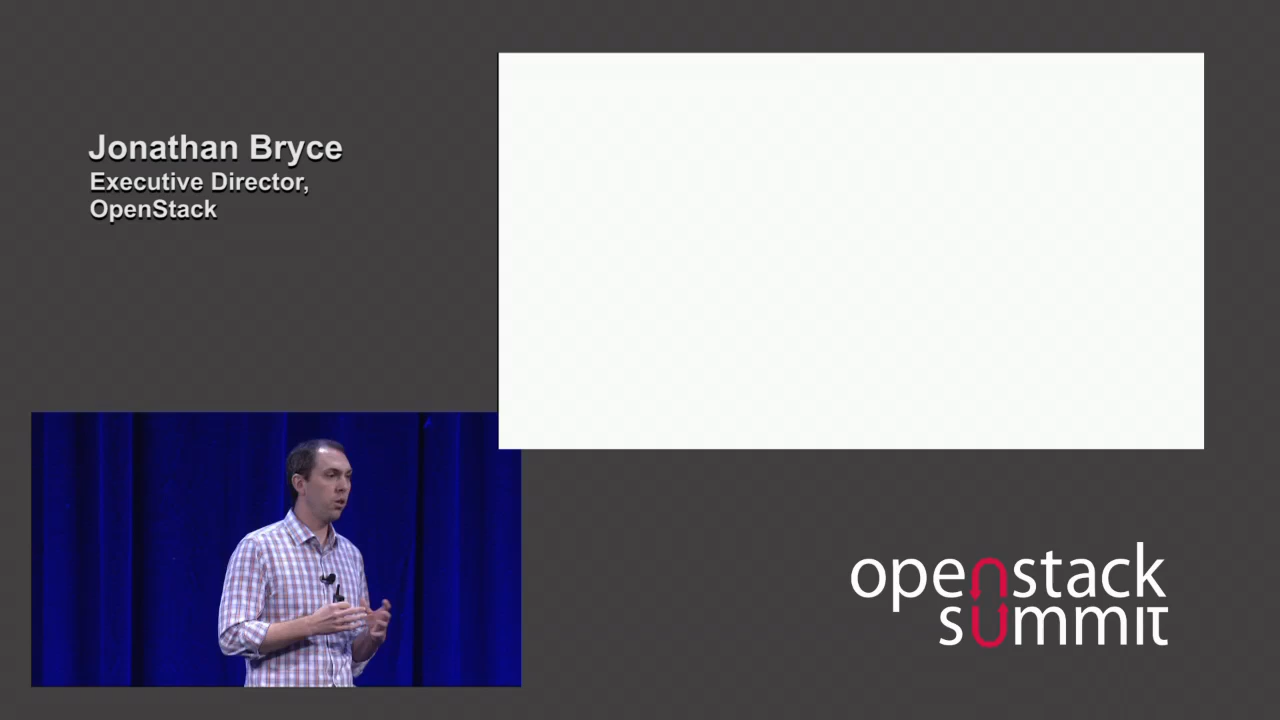 Jonathan Bryce
Executive Director,
OpenStack
openstack
summit